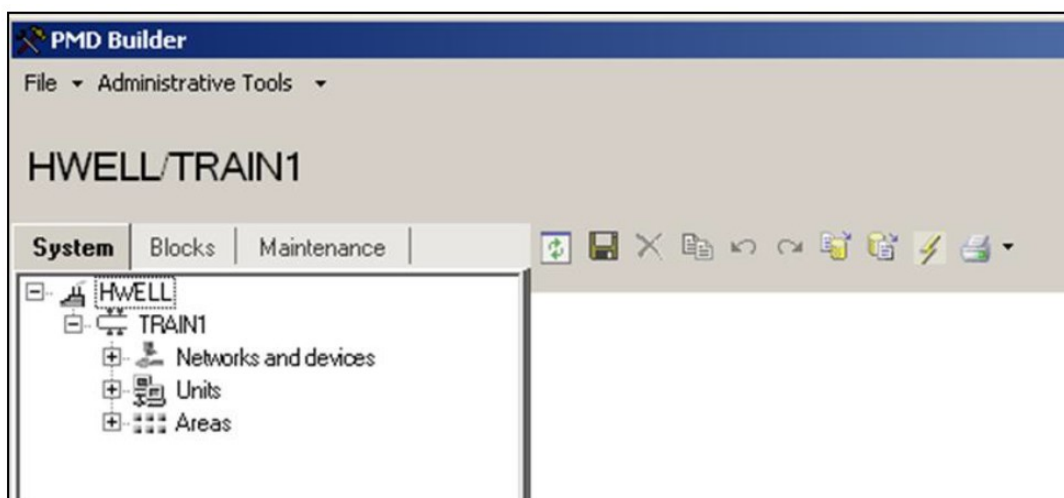 PMD Builder
File Administrative Tools
HWELL/TRAIN1
System Blocks Maintenance
HWELL
TRAIN1
Networks and devices
Units
Areas